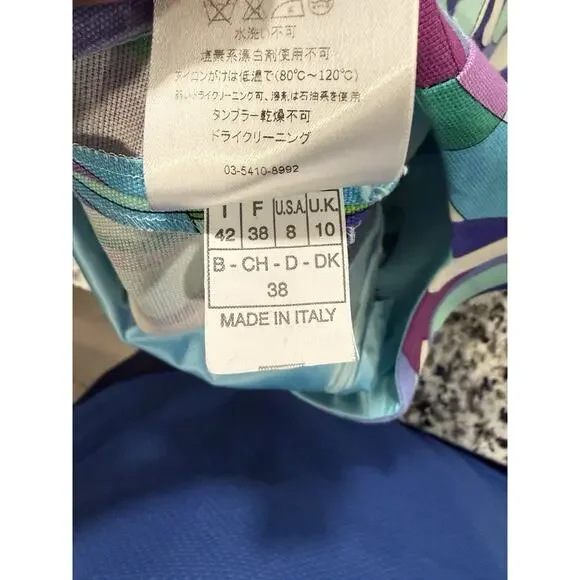 水洗い不可
塩素系漂白剤使用不可
アイロンがけは低温で(80℃〜120℃)
弱いドライクリーニング可、溶剤は石油系を使用
タンブラー乾燥不可
ドライクリーニング
03-5410-8992
I F U.S.A. U.K.
42 38 8 10
B - CH - D - DK
38
MADE IN ITALY